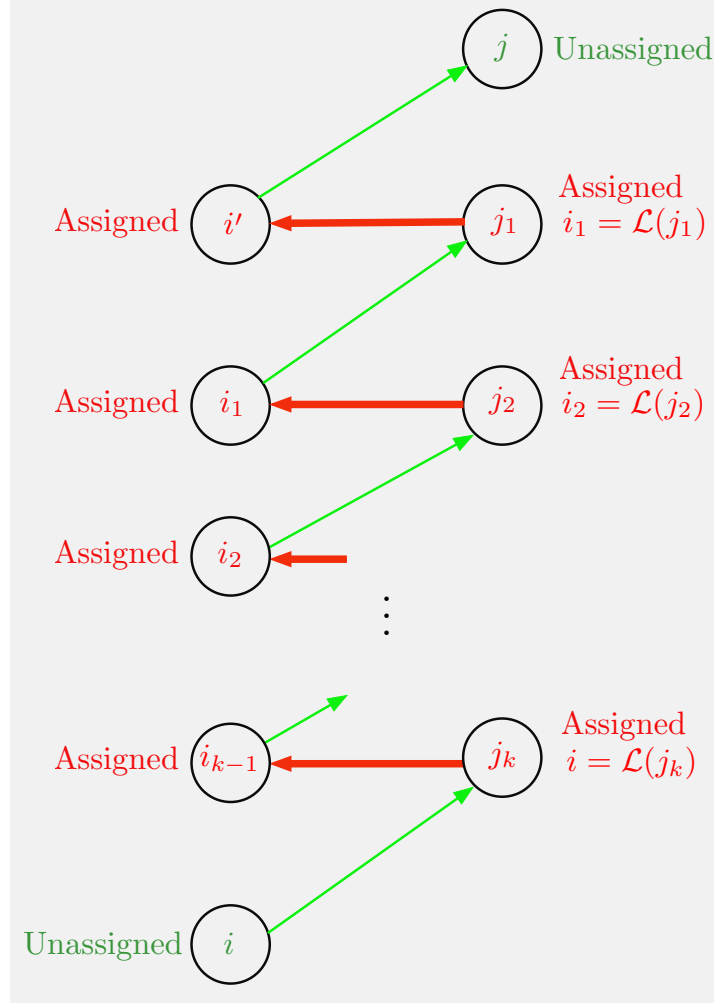 j Unassigned
Assigned i′ j₁ Assigned
i₁ = ℒ(j₁)
Assigned i₁ j₂ Assigned
i₂ = ℒ(j₂)
Assigned i₂
⋮
Assigned iₖ₋₁ jₖ Assigned
i = ℒ(jₖ)
Unassigned i